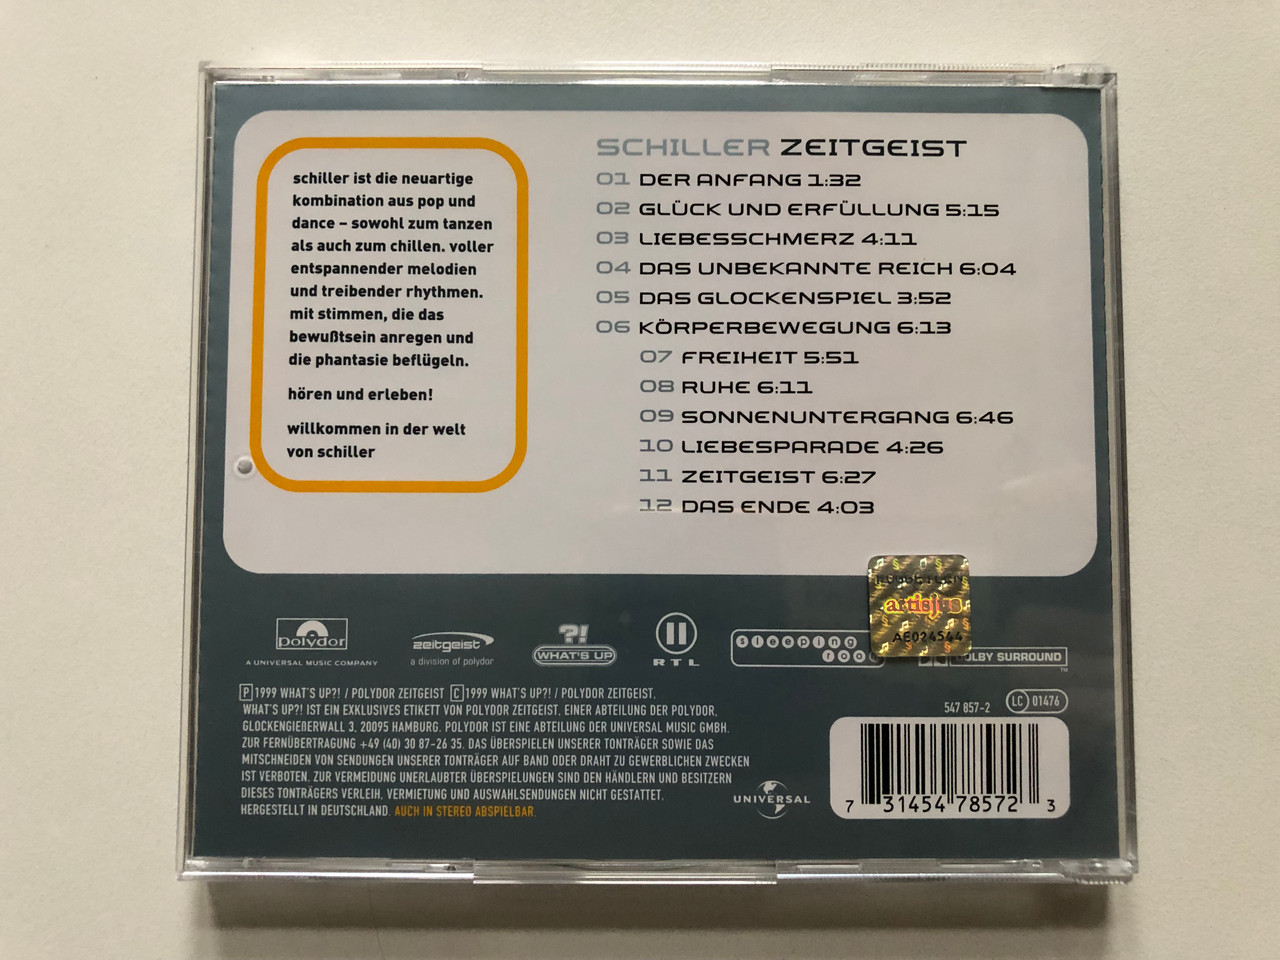 schiller ist die neuartige
kombination aus pop und
dance – sowohl zum tanzen
als auch zum chillen. voller
entspannender melodien
und treibender rhythmen.
mit stimmen, die das
bewußtsein anregen und
die phantasie beflügeln.
hören und erleben!
willkommen in der welt
von schiller
SCHILLER ZEITGEIST
01 DER ANFANG 1:32
02 GLÜCK UND ERFÜLLUNG 5:15
03 LIEBESSCHMERZ 4:11
04 DAS UNBEKANNTE REICH 6:04
05 DAS GLOCKENSPIEL 3:52
06 KÖRPERBEWEGUNG 6:13
07 FREIHEIT 5:51
08 RUHE 6:11
09 SONNENUNTERGANG 6:46
10 LIEBESPARADE 4:26
11 ZEITGEIST 6:27
12 DAS ENDE 4:03
polydor
A UNIVERSAL MUSIC COMPANY
zeitgeist
a division of polydor
?!
WHAT'S UP
RTL
sleeping
room
artisjus
AE024544
DOLBY SURROUND
TM
P 1999 WHAT'S UP?! / POLYDOR ZEITGEIST C 1999 WHAT'S UP?! / POLYDOR ZEITGEIST.
WHAT'S UP?! IST EIN EXKLUSIVES ETIKETT VON POLYDOR ZEITGEIST, EINER ABTEILUNG DER POLYDOR,
GLOCKENGIEßERWALL 3. 20095 HAMBURG. POLYDOR IST EINE ABTEILUNG DER UNIVERSAL MUSIC GMBH.
ZUR FERNÜBERTRAGUNG +49 (40) 30 87-26 35. DAS ÜBERSPIELEN UNSERER TONTRÄGER SOWIE DAS
MITSCHNEIDEN VON SENDUNGEN UNSERER TONTRÄGER AUF BAND ODER DRAHT ZU GEWERBLICHEN ZWECKEN
IST VERBOTEN. ZUR VERMEIDUNG UNERLAUBTER ÜBERSPIELUNGEN SIND DEN HÄNDLERN UND BESITZERN
DIESES TONTRÄGERS VERLEIH, VERMIETUNG UND AUSWAHLSENDUNGEN NICHT GESTATTET.
HERGESTELLT IN DEUTSCHLAND. AUCH IN STEREO ABSPIELBAR.
UNIVERSAL
547 857-2
LC 01476
7 31454 78572 3